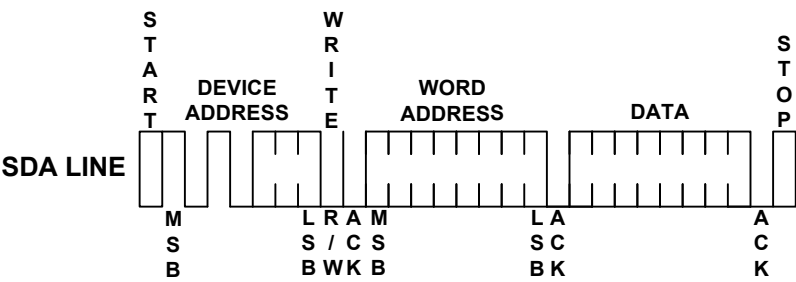 START
WRITE
STOP
DEVICE
ADDRESS
WORD
ADDRESS
DATA
SDA LINE
MSB
LSB
R/W
ACK
MSB
LSB
ACK
ACK